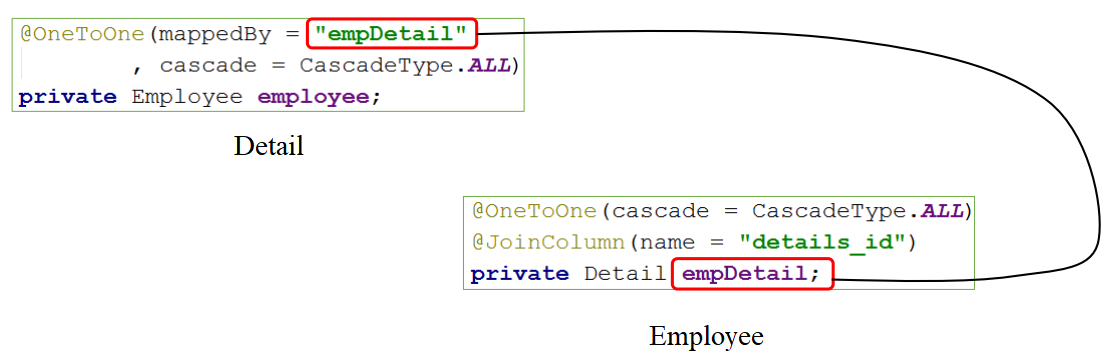 @OneToOne(mappedBy = "empDetail"
, cascade = CascadeType.ALL)
private Employee employee;
Detail
@OneToOne(cascade = CascadeType.ALL)
@JoinColumn(name = "details_id")
private Detail empDetail;
Employee